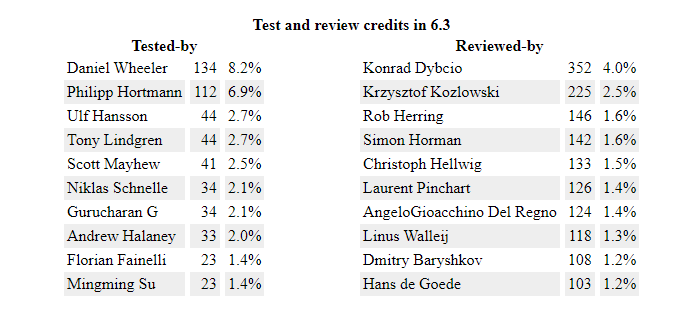 Test and review credits in 6.3
Tested-by Reviewed-by
Daniel Wheeler 134 8.2% Konrad Dybcio 352 4.0%
Philipp Hortmann 112 6.9% Krzysztof Kozlowski 225 2.5%
Ulf Hansson 44 2.7% Rob Herring 146 1.6%
Tony Lindgren 44 2.7% Simon Horman 142 1.6%
Scott Mayhew 41 2.5% Christoph Hellwig 133 1.5%
Niklas Schnelle 34 2.1% Laurent Pinchart 126 1.4%
Gurucharan G 34 2.1% AngeloGioacchino Del Regno 124 1.4%
Andrew Halaney 33 2.0% Linus Walleij 118 1.3%
Florian Fainelli 23 1.4% Dmitry Baryshkov 108 1.2%
Mingming Su 23 1.4% Hans de Goede 103 1.2%